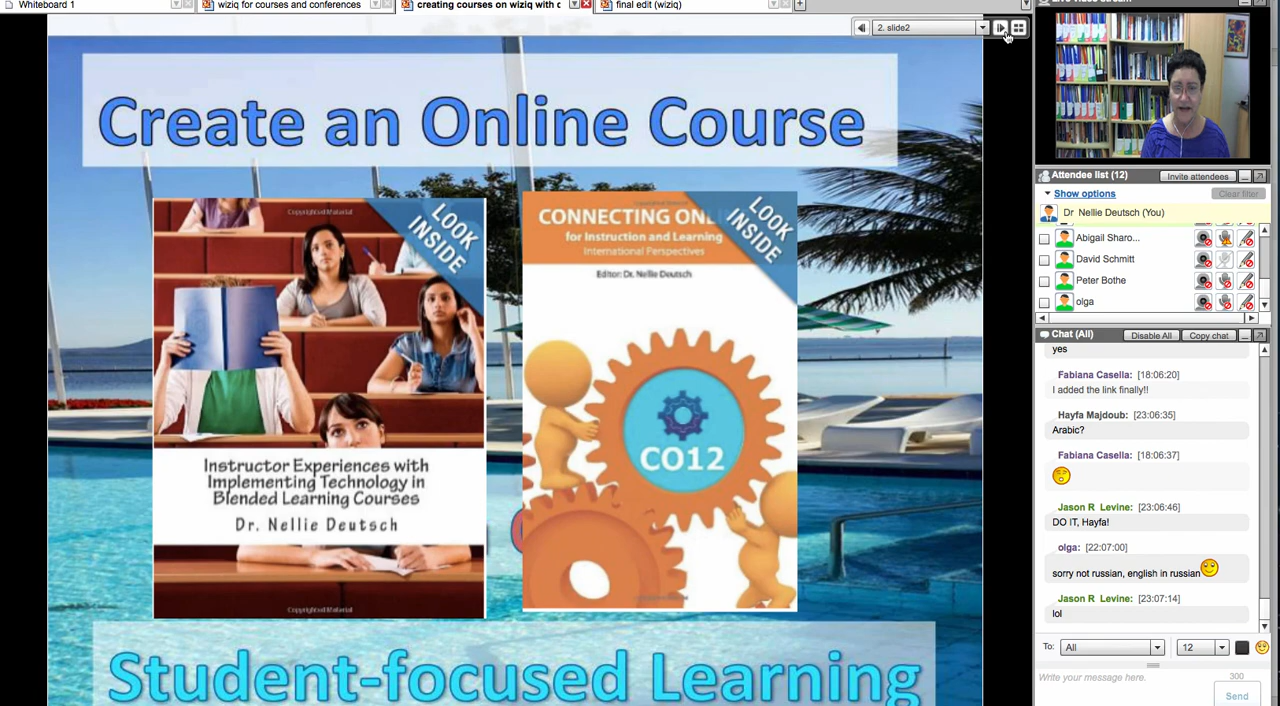 Whiteboard 1
wiziq for courses and conferences
creating courses on wiziq with c
final edit (wiziq)
2. slide2
Create an Online Course
Copyrighted Material
LOOK
INSIDE
Instructor Experiences with
Implementing Technology in
Blended Learning Courses
Dr. Nellie Deutsch
Copyrighted Material
CONNECTING ONL
for Instruction and Learning
International Perspectives
Editor: Dr. Nellie Deutsch
LOOK
INSIDE
CO12
Student-focused Learning
Attendee list (12)
Invite attendees
Show options
Clear filter
Dr Nellie Deutsch (You)
Abigail Sharo...
David Schmitt
Peter Bothe
olga
Chat (All)
Disable All
Copy chat
yes
Fabiana Casella: [18:06:20]
I added the link finally!!
Hayfa Majdoub: [23:06:35]
Arabic?
Fabiana Casella: [18:06:37]
Jason R Levine: [23:06:46]
DO IT, Hayfa!
olga: [22:07:00]
sorry not russian, english in russian
Jason R Levine: [23:07:14]
lol
To:
All
12
Write your message here.
300
Send